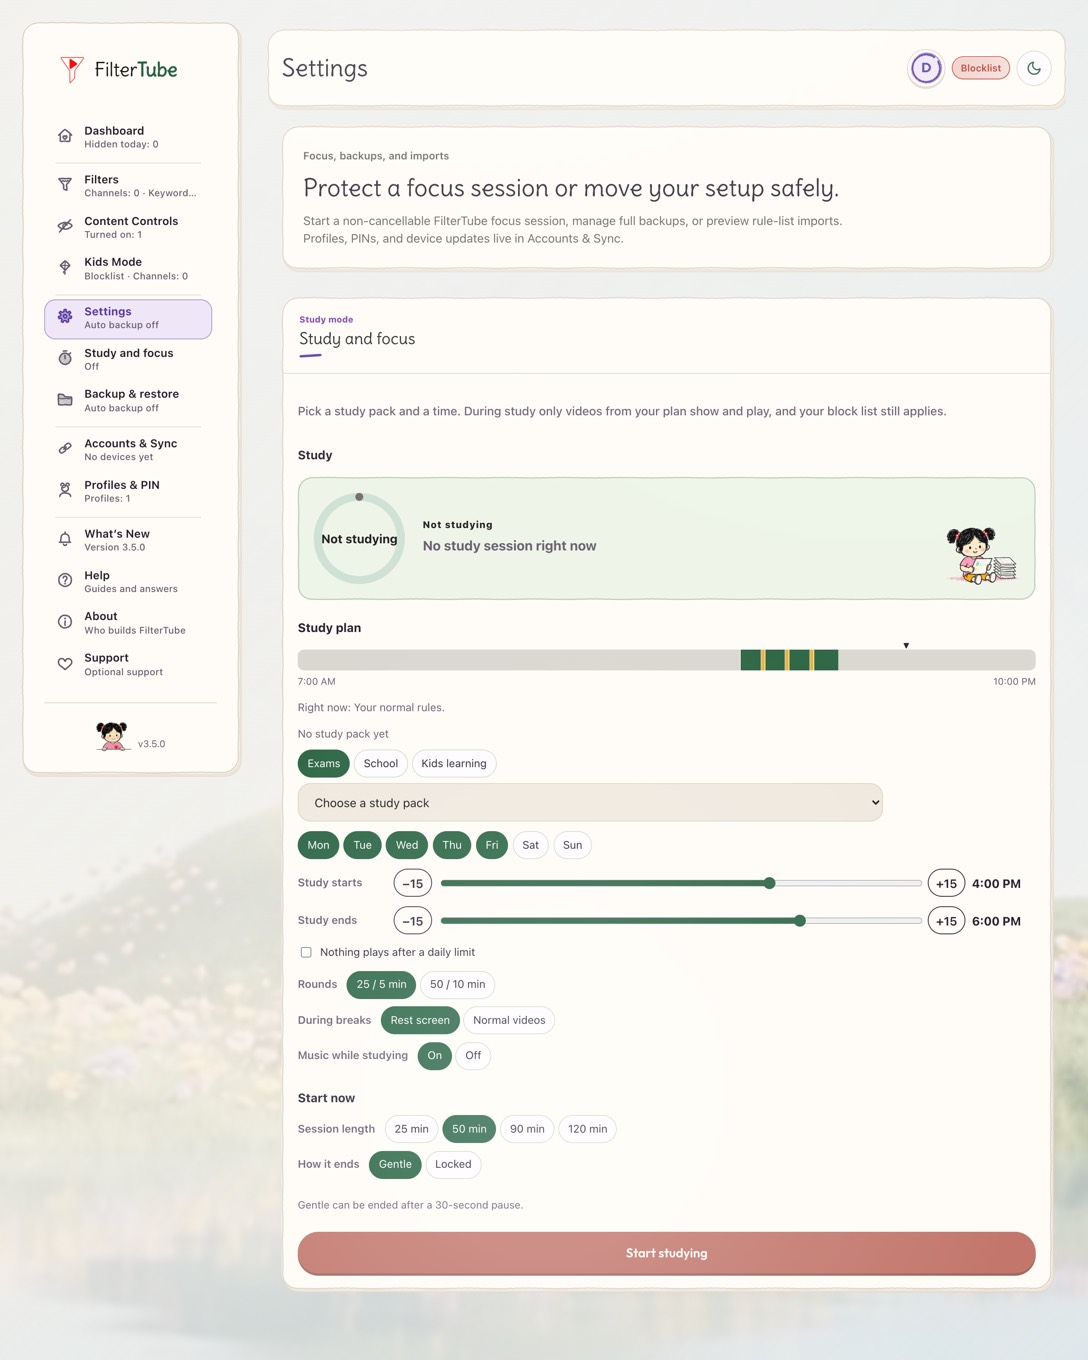 FilterTube
Dashboard
Hidden today: 0
Filters
Channels: 0 · Keyword...
Content Controls
Turned on: 1
Kids Mode
Blocklist · Channels: 0
Settings
Auto backup off
Study and focus
Off
Backup & restore
Auto backup off
Accounts & Sync
No devices yet
Profiles & PIN
Profiles: 1
What's New
Version 3.5.0
Help
Guides and answers
About
Who builds FilterTube
Support
Optional support
v3.5.0
Settings
D
Blocklist
Focus, backups, and imports
Protect a focus session or move your setup safely.
Start a non-cancellable FilterTube focus session, manage full backups, or preview rule-list imports.
Profiles, PINs, and device updates live in Accounts & Sync.
Study mode
Study and focus
Pick a study pack and a time. During study only videos from your plan show and play, and your block list still applies.
Study
Not studying
Not studying
No study session right now
Study plan
7:00 AM 10:00 PM
Right now: Your normal rules.
No study pack yet
Exams School Kids learning
Choose a study pack
Mon Tue Wed Thu Fri Sat Sun
Study starts −15 +15 4:00 PM
Study ends −15 +15 6:00 PM
Nothing plays after a daily limit
Rounds 25 / 5 min 50 / 10 min
During breaks Rest screen Normal videos
Music while studying On Off
Start now
Session length 25 min 50 min 90 min 120 min
How it ends Gentle Locked
Gentle can be ended after a 30-second pause.
Start studying